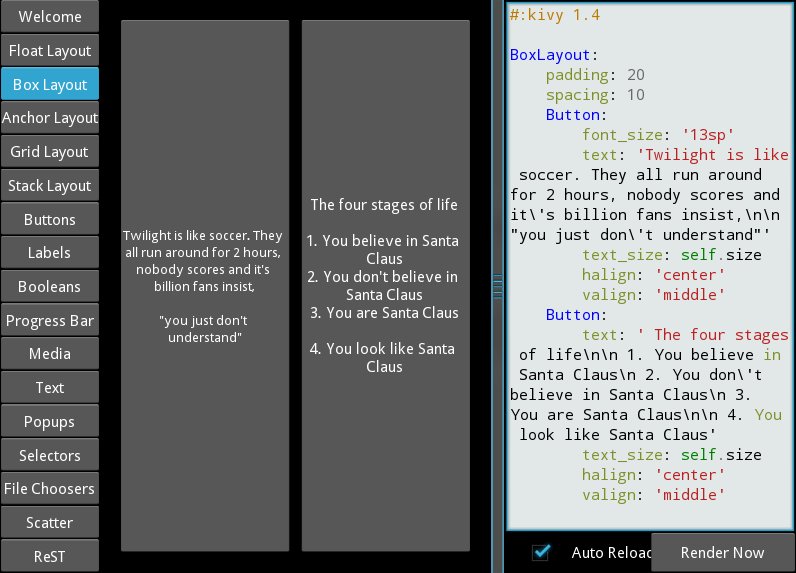 Welcome
Float Layout
Box Layout
Anchor Layout
Grid Layout
Stack Layout
Buttons
Labels
Booleans
Progress Bar
Media
Text
Popups
Selectors
File Choosers
Scatter
ReST
Twilight is like soccer. They
all run around for 2 hours,
nobody scores and it's
billion fans insist,
"you just don't
understand"
The four stages of life
1. You believe in Santa
Claus
2. You don't believe in
Santa Claus
3. You are Santa Claus
4. You look like Santa
Claus
#:kivy 1.4
BoxLayout:
    padding: 20
    spacing: 10
    Button:
        font_size: '13sp'
        text: 'Twilight is like
 soccer. They all run around
for 2 hours, nobody scores and
it\'s billion fans insist,\n\n
"you just don\'t understand"'
        text_size: self.size
        halign: 'center'
        valign: 'middle'
    Button:
        text: ' The four stages
 of life\n\n 1. You believe in
 Santa Claus\n 2. You don\'t
believe in Santa Claus\n 3.
You are Santa Claus\n\n 4. You
 look like Santa Claus'
        text_size: self.size
        halign: 'center'
        valign: 'middle'
Auto Reload
Render Now